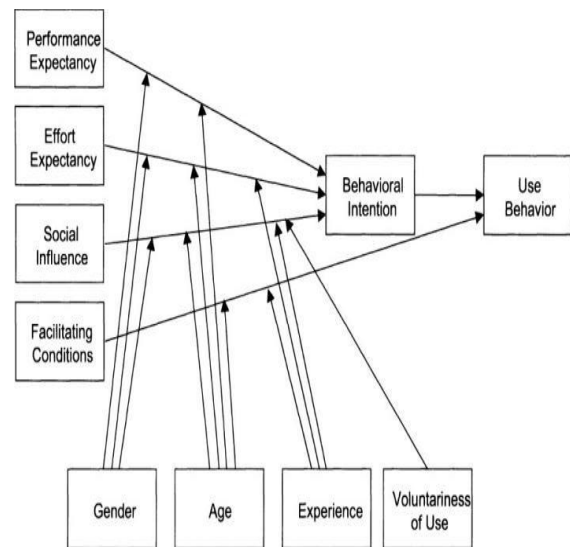 Performance
Expectancy
Effort
Expectancy
Social
Influence
Facilitating
Conditions
Behavioral
Intention
Use
Behavior
Gender
Age
Experience
Voluntariness
of Use